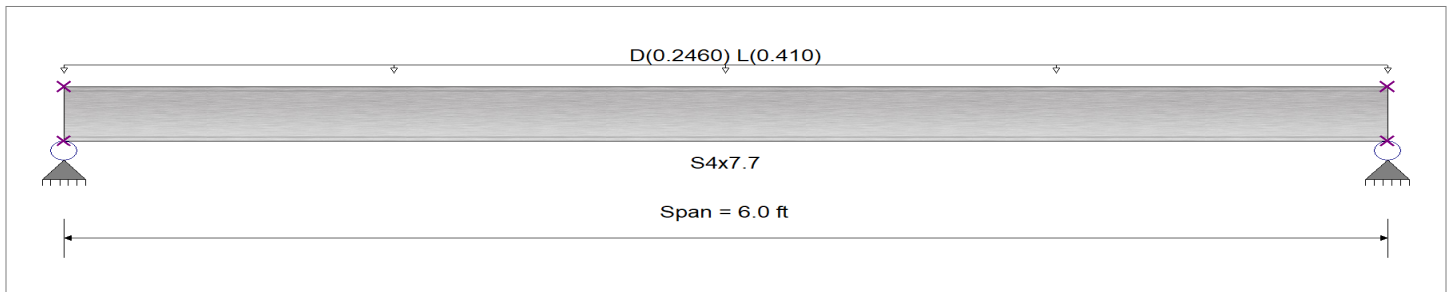 D(0.2460) L(0.410)
S4x7.7
Span = 6.0 ft